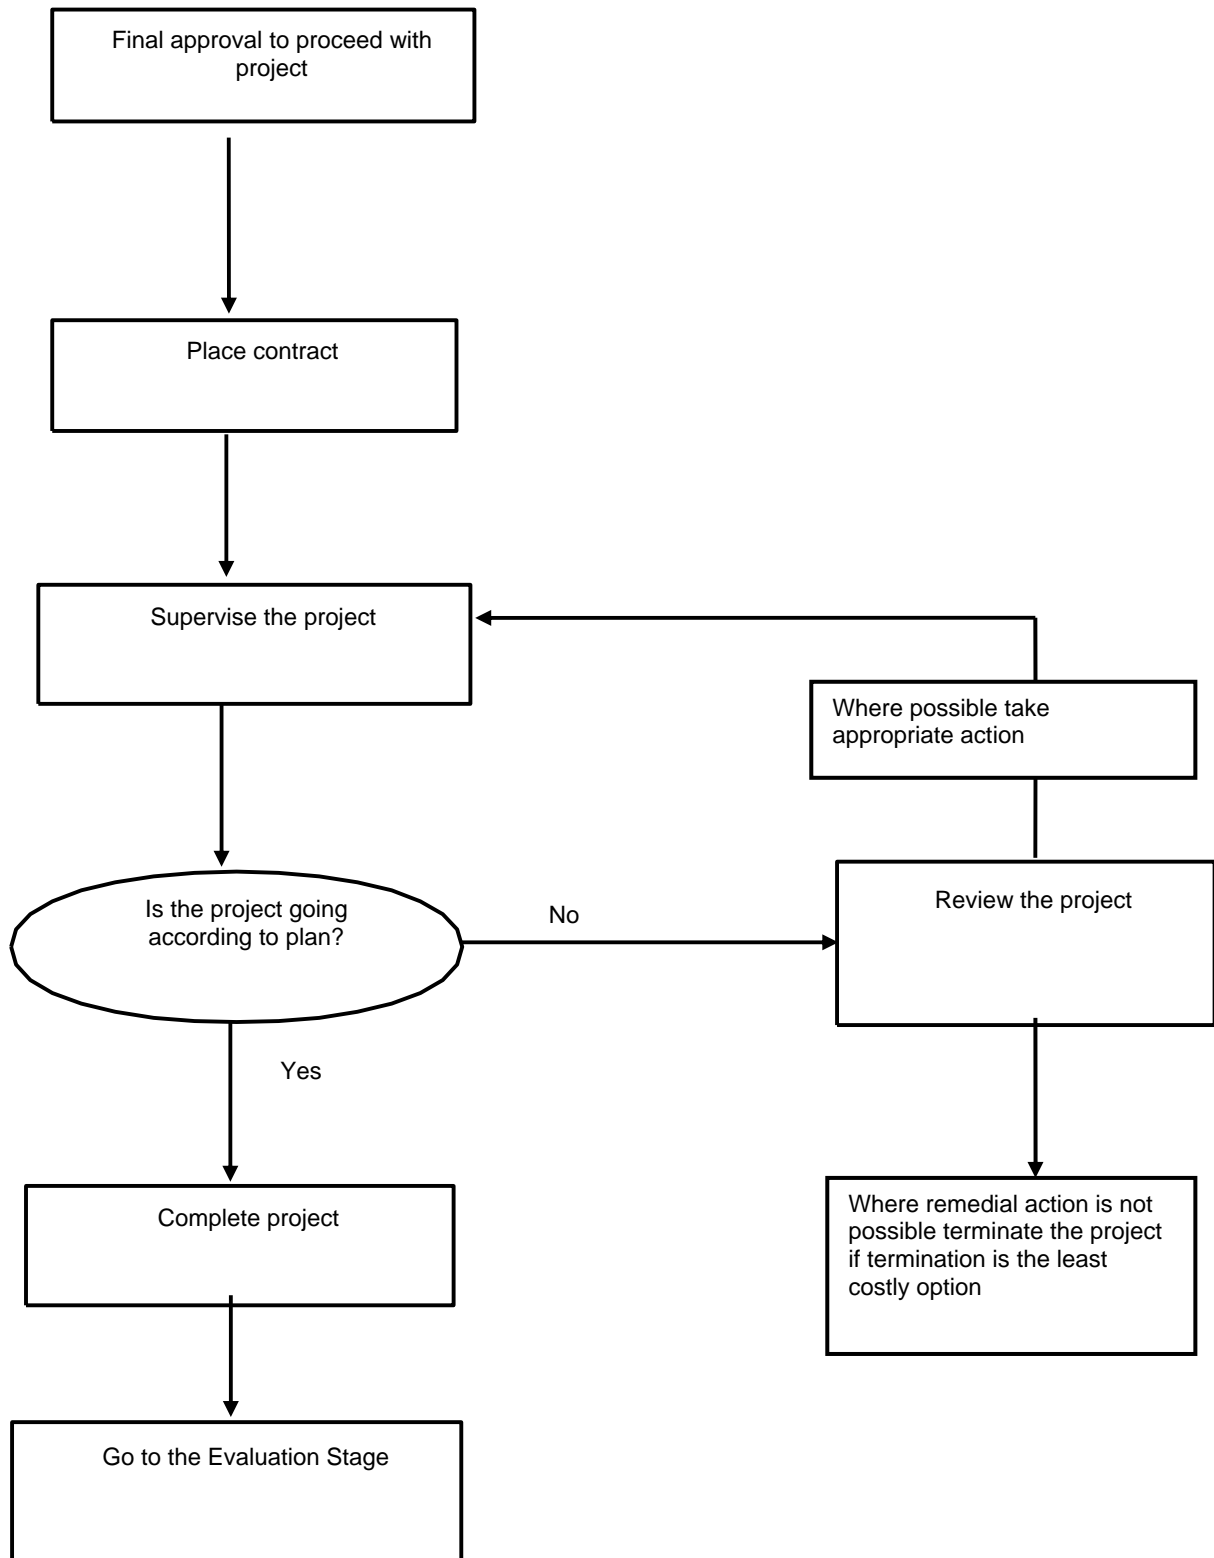 Final approval to proceed with
project
Place contract
Supervise the project
Where possible take
appropriate action
Is the project going
according to plan?
No
Review the project
Yes
Complete project
Where remedial action is not
possible terminate the project
if termination is the least
costly option
Go to the Evaluation Stage